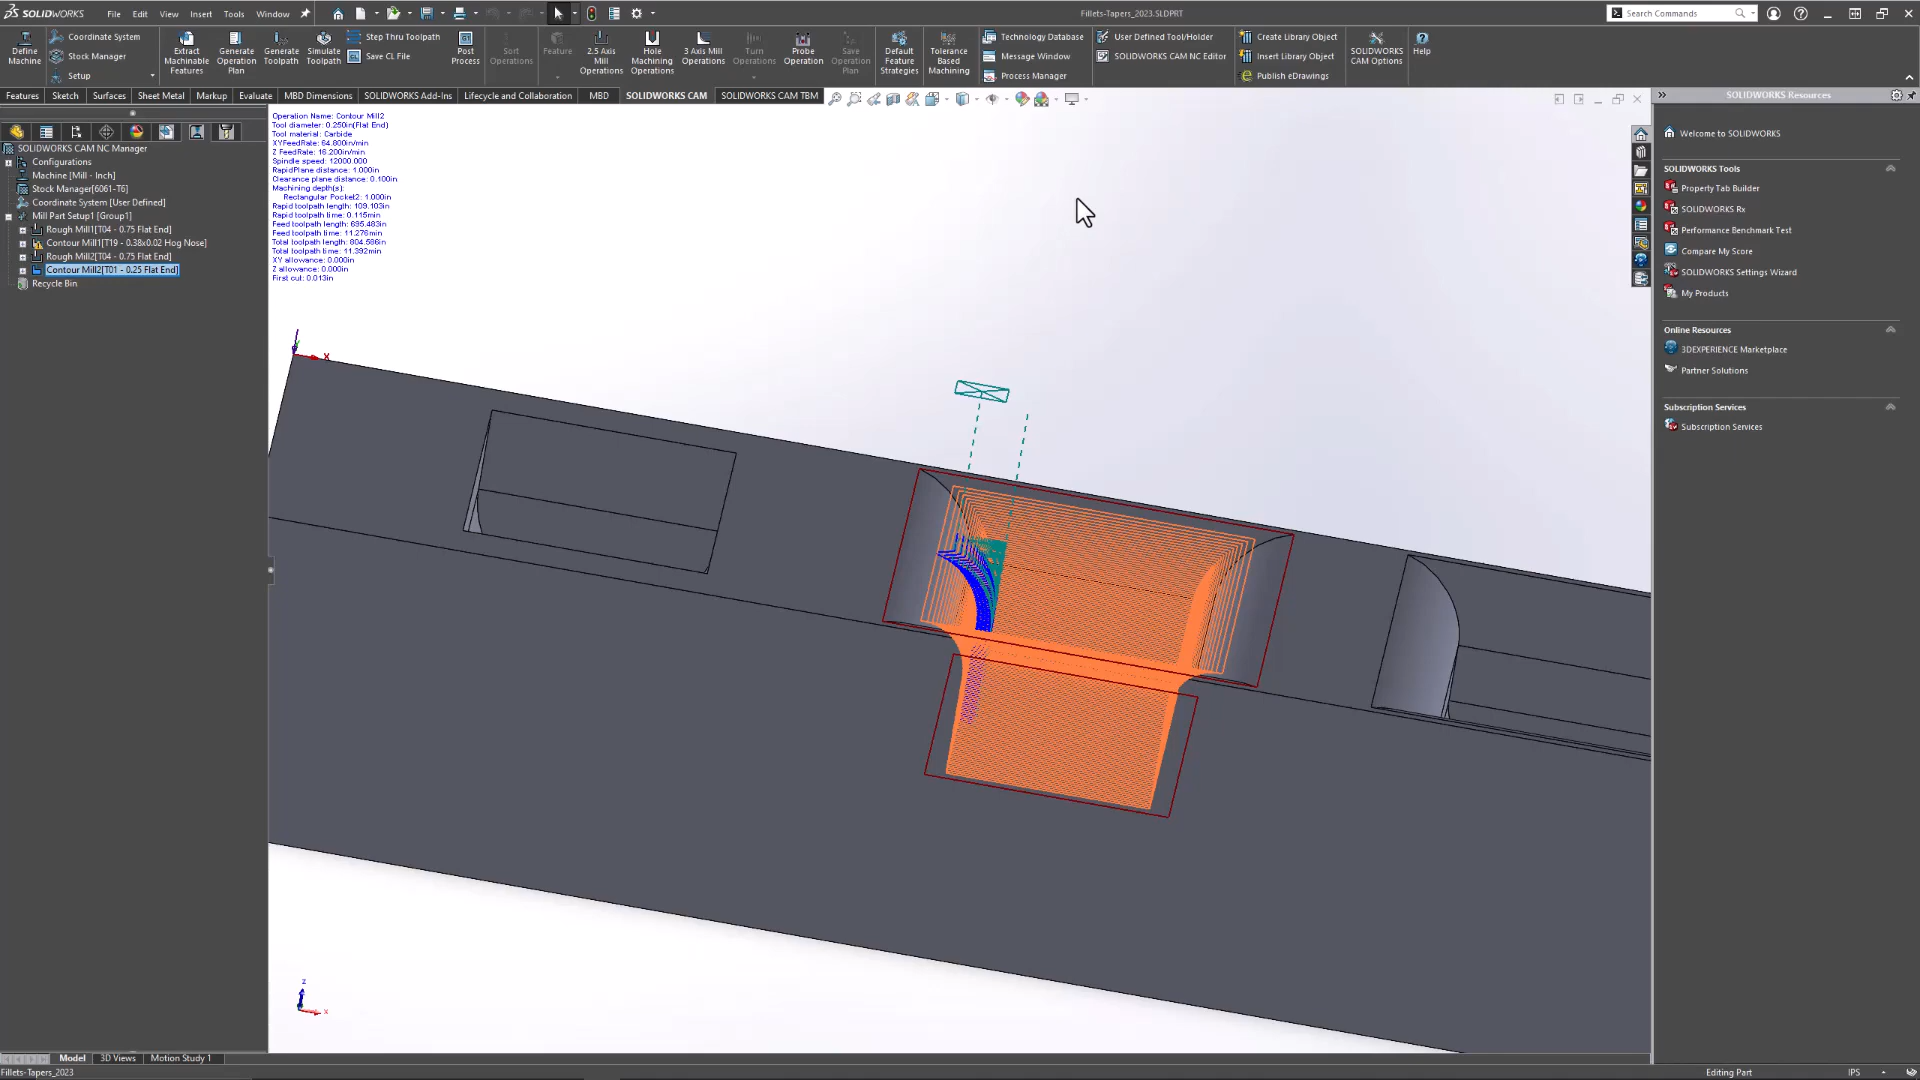 SOLIDWORKS File Edit View Insert Tools Window Fillets-Tapers_2023.SLDPRT Search Commands
Define Machine
Coordinate System
Stock Manager
Setup
Extract Machinable Features
Generate Operation Plan
Generate Toolpath
Simulate Toolpath
Step Thru Toolpath
Save CL File
Post Process
Sort Operations
Feature
2.5 Axis Mill Operations
Hole Machining Operations
3 Axis Mill Operations
Turn Operations
Probe Operation
Save Operation Plan
Default Feature Strategies
Tolerance Based Machining
Technology Database
Message Window
Process Manager
User Defined Tool/Holder
SOLIDWORKS CAM NC Editor
Create Library Object
Insert Library Object
Publish eDrawings
SOLIDWORKS CAM Options
Help
Features Sketch Surfaces Sheet Metal Markup Evaluate MBD Dimensions SOLIDWORKS Add-Ins Lifecycle and Collaboration MBD SOLIDWORKS CAM SOLIDWORKS CAM TBM
SOLIDWORKS CAM NC Manager
Configurations
Machine [Mill - Inch]
Stock Manager[6061-T6]
Coordinate System [User Defined]
Mill Part Setup1 [Group1]
Rough Mill1[T04 - 0.75 Flat End]
Contour Mill1[T19 - 0.38x0.02 Hog Nose]
Rough Mill2[T04 - 0.75 Flat End]
Contour Mill2[T01 - 0.25 Flat End]
Recycle Bin
Operation Name: Contour Mill2
Tool diameter: 0.250in(Flat End)
Tool material: Carbide
XYFeedRate: 64.800in/min
Z FeedRate: 16.200in/min
Spindle speed: 12000.000
RapidPlane distance: 1.000in
Clearance plane distance: 0.100in
Machining depth(s):
Rectangular Pocket2: 1.000in
Rapid toolpath length: 109.103in
Rapid toolpath time: 0.115min
Feed toolpath length: 695.483in
Feed toolpath time: 11.276min
Total toolpath length: 804.586in
Total toolpath time: 11.392min
XY allowance: 0.000in
Z allowance: 0.000in
First cut: 0.013in
X
Z
X
SOLIDWORKS Resources
Welcome to SOLIDWORKS
SOLIDWORKS Tools
Property Tab Builder
SOLIDWORKS Rx
Performance Benchmark Test
Compare My Score
SOLIDWORKS Settings Wizard
My Products
Online Resources
3DEXPERIENCE Marketplace
Partner Solutions
Subscription Services
Subscription Services
Model 3D Views Motion Study 1
Fillets-Tapers_2023 Editing Part IPS